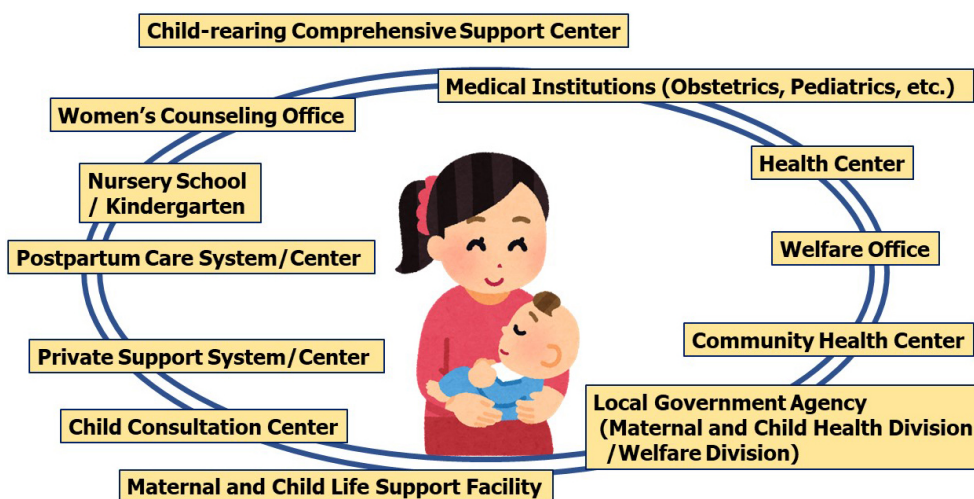 Child-rearing Comprehensive Support Center
Medical Institutions (Obstetrics, Pediatrics, etc.)
Women's Counseling Office
Health Center
Nursery School
/ Kindergarten
Welfare Office
Postpartum Care System/Center
Community Health Center
Private Support System/Center
Local Government Agency
(Maternal and Child Health Division
/Welfare Division)
Child Consultation Center
Maternal and Child Life Support Facility